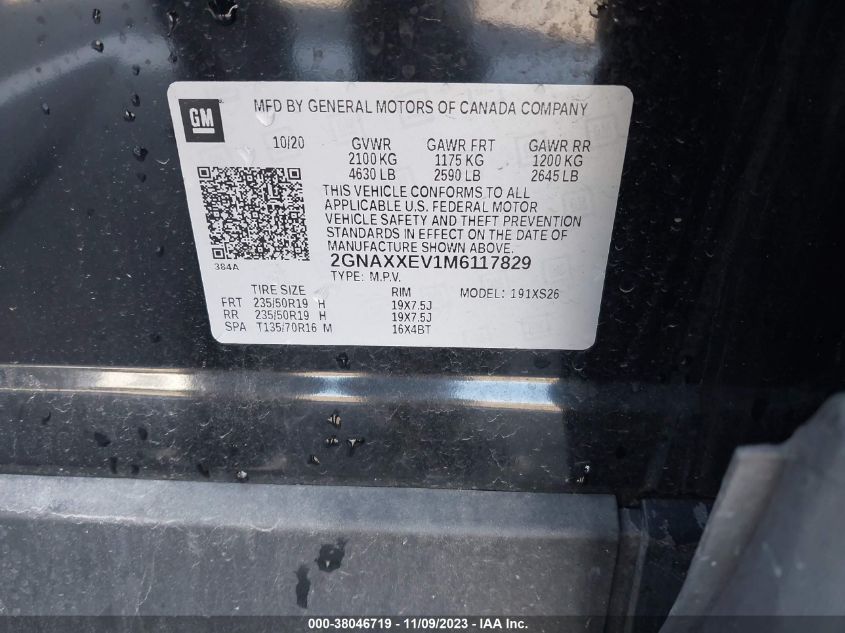 GM
MFD BY GENERAL MOTORS OF CANADA COMPANY
10/20 GVWR GAWR FRT GAWR RR
2100 KG 1175 KG 1200 KG
4630 LB 2590 LB 2645 LB
THIS VEHICLE CONFORMS TO ALL
APPLICABLE U.S. FEDERAL MOTOR
VEHICLE SAFETY AND THEFT PREVENTION
STANDARDS IN EFFECT ON THE DATE OF
MANUFACTURE SHOWN ABOVE.
384A 2GNAXXEV1M6117829
TYPE: M.P.V.
TIRE SIZE RIM MODEL: 191XS26
FRT 235/50R19 H 19X7.5J
RR 235/50R19 H 19X7.5J
SPA T135/70R16 M 16X4BT
000-38046719 - 11/09/2023 - IAA Inc.